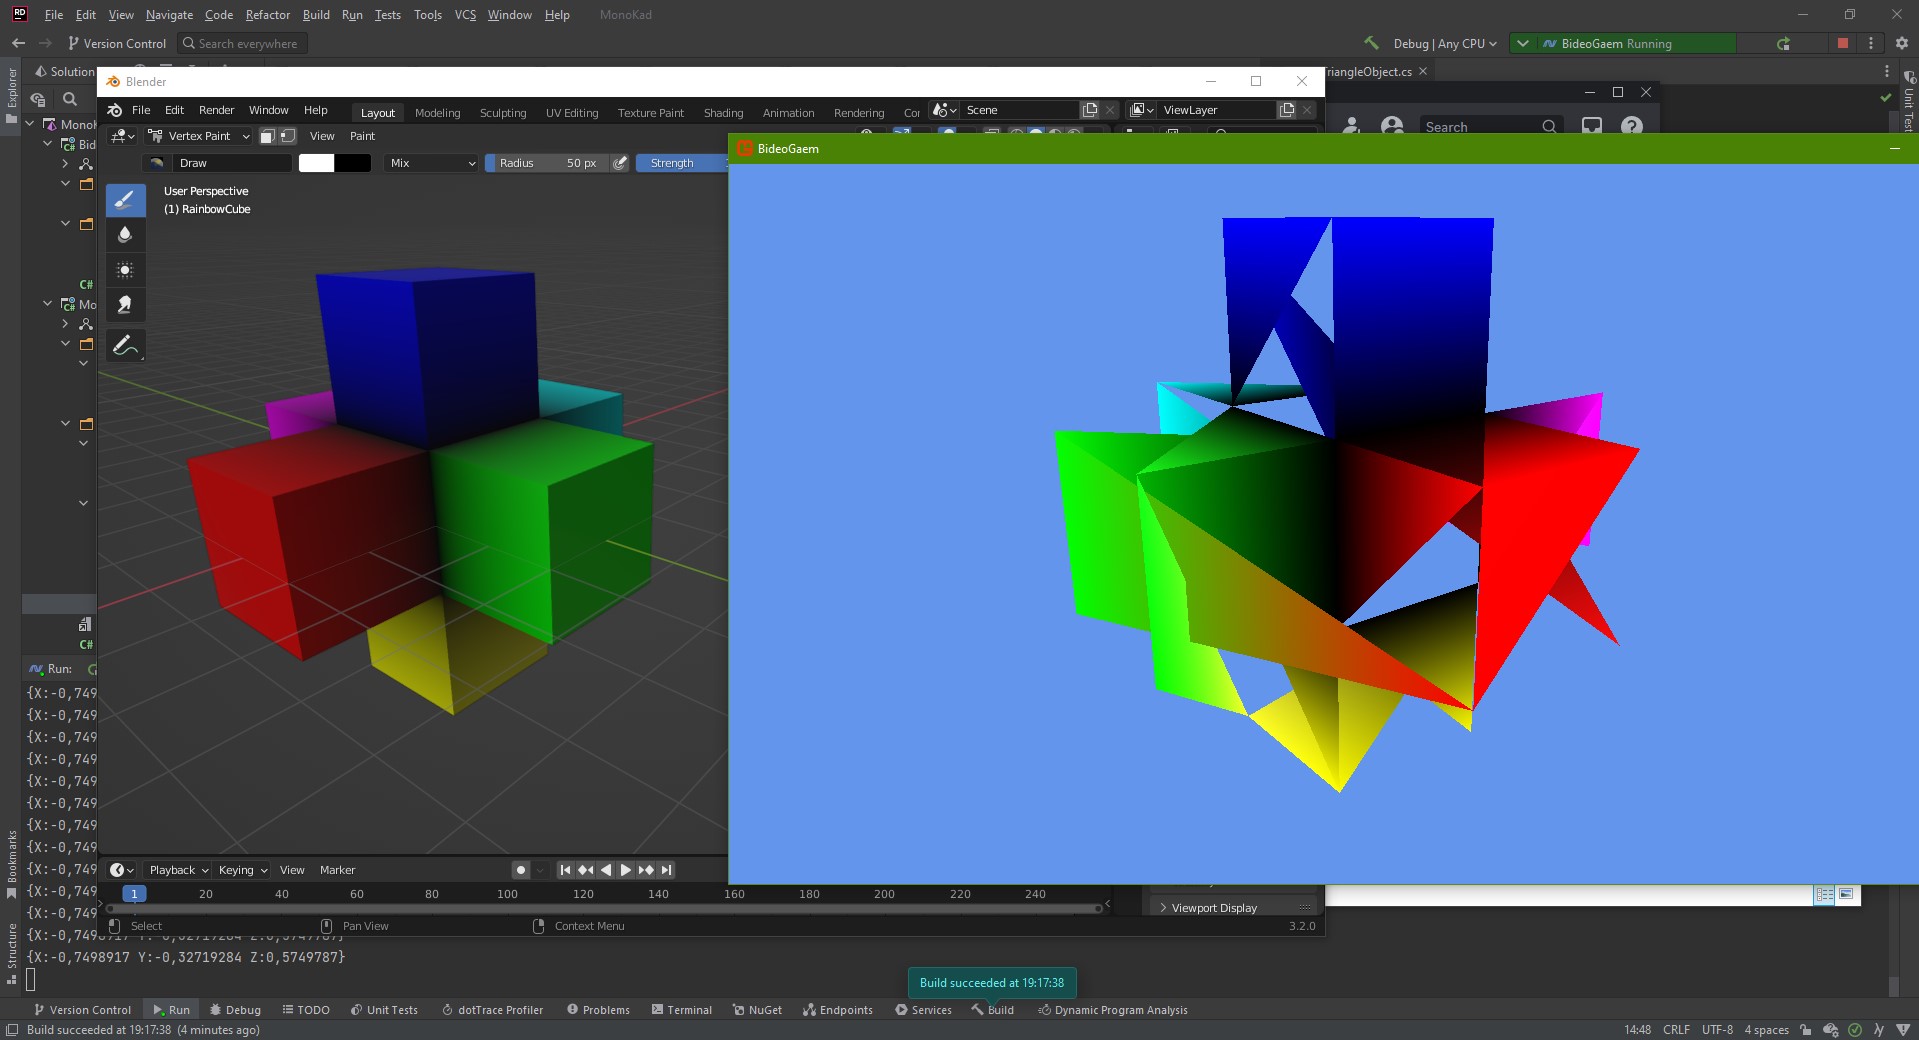 RD File Edit View Navigate Code Refactor Build Run Tests Tools VCS Window Help MonoKad
Version Control Search everywhere Debug | Any CPU BideoGaem Running
Explorer
Solution
riangleObject.cs
Unit Test
Blender
File Edit Render Window Help Layout Modeling Sculpting UV Editing Texture Paint Shading Animation Rendering Scene ViewLayer
Vertex Paint View Paint
Search
Draw Mix Radius 50 px Strength
BideoGaem
User Perspective
(1) RainbowCube
C#
C#
C#
C#
Run:
{X:-0,749
{X:-0,749
{X:-0,749
{X:-0,749
{X:-0,749
{X:-0,749
{X:-0,749
{X:-0,749
{X:-0,749
{X:-0,749
{X:-0,749
{X:-0,7498917 Y:-0,32719284 Z:0,5749787}
{X:-0,7498917 Y:-0,32719284 Z:0,5749787}
Bookmarks
Structure
Playback Keying View Marker
1 20 40 60 80 100 120 140 160 180 200 220 240
Viewport Display
Select Pan View Context Menu 3.2.0
Build succeeded at 19:17:38
Version Control Run Debug TODO Unit Tests dotTrace Profiler Problems Terminal NuGet Endpoints Services Build Dynamic Program Analysis
Build succeeded at 19:17:38 (4 minutes ago) 14:48 CRLF UTF-8 4 spaces